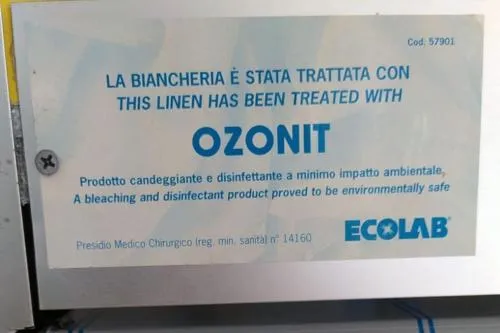 Cod. 57901
LA BIANCHERIA È STATA TRATTATA CON
THIS LINEN HAS BEEN TREATED WITH
OZONIT
Prodotto candeggiante e disinfettante a minimo impatto ambientale.
A bleaching and disinfectant product proved to be environmentally safe
Presidio Medico Chirurgico (reg. min. sanità) n° 14160
ECOLAB®